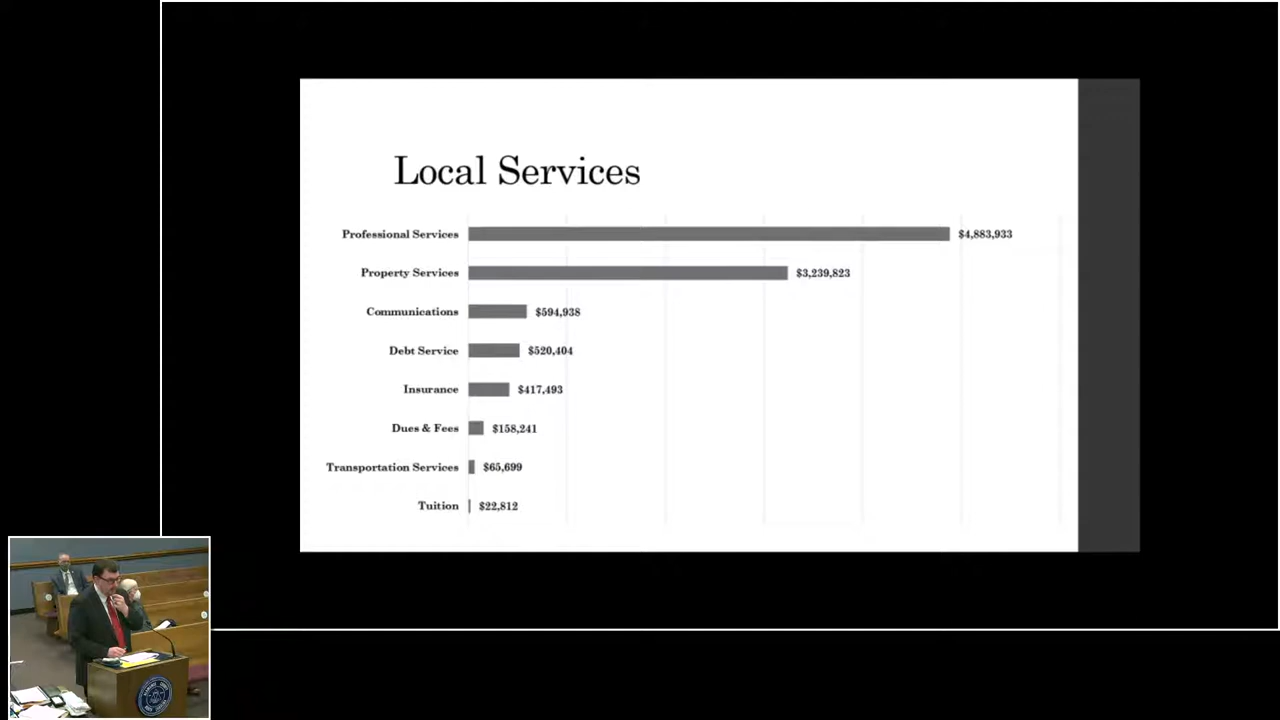 Local Services
Professional Services $4,883,933
Property Services $3,239,823
Communications $594,938
Debt Service $520,404
Insurance $417,493
Dues & Fees $158,241
Transportation Services $65,699
Tuition $22,812